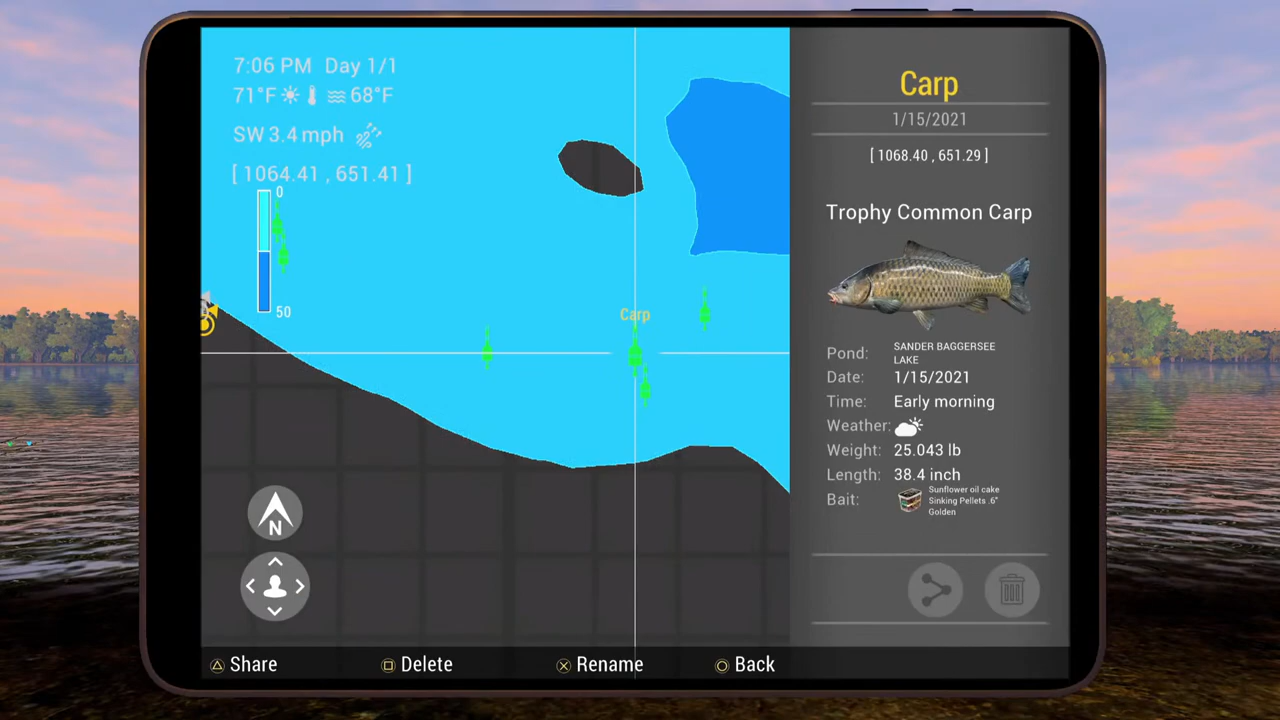 7:06 PM Day 1/1
71°F 68°F
SW 3.4 mph
[ 1064.41 , 651.41 ]
0
50
Carp
N
Carp
1/15/2021
[ 1068.40 , 651.29 ]
Trophy Common Carp
Pond: SANDER BAGGERSEE
LAKE
Date: 1/15/2021
Time: Early morning
Weather:
Weight: 25.043 lb
Length: 38.4 inch
Bait: Sunflower oil cake
Sinking Pellets .6"
Golden
Share Delete Rename Back